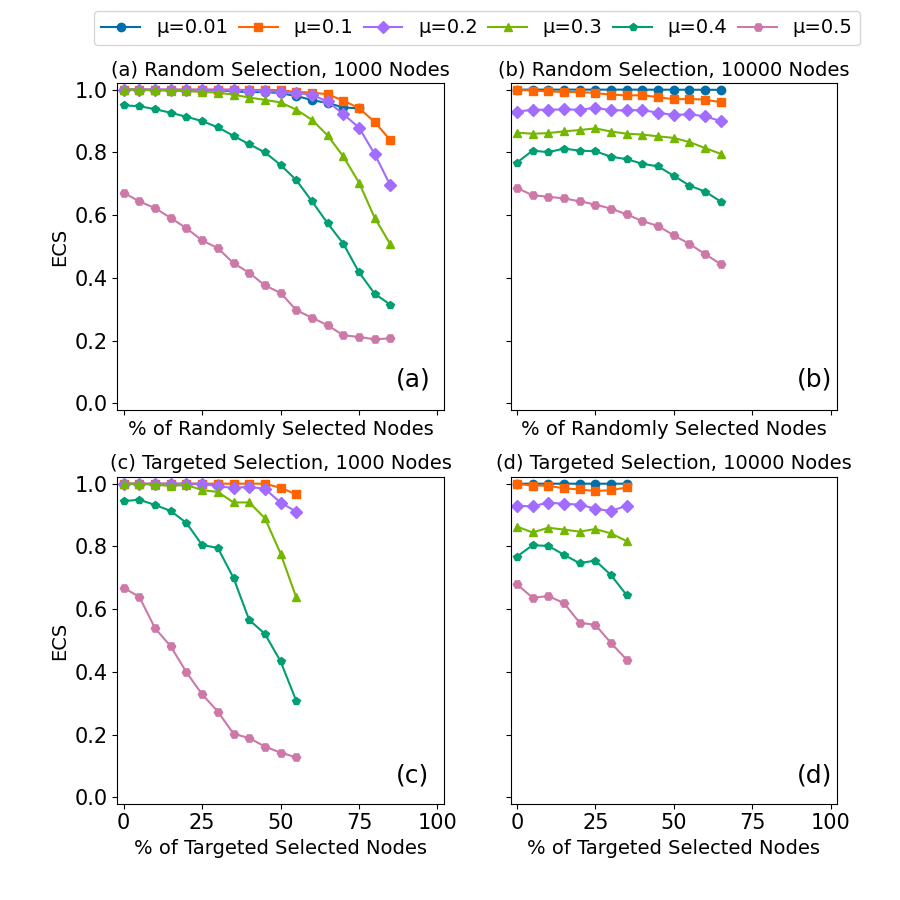 μ=0.01 μ=0.1 μ=0.2 μ=0.3 μ=0.4 μ=0.5
(a) Random Selection, 1000 Nodes
1.0
0.8
0.6
0.4
0.2
0.0
ECS
(a)
% of Randomly Selected Nodes
(b) Random Selection, 10000 Nodes
(b)
% of Randomly Selected Nodes
(c) Targeted Selection, 1000 Nodes
1.0
0.8
0.6
0.4
0.2
0.0
ECS
(c)
0 25 50 75 100
% of Targeted Selected Nodes
(d) Targeted Selection, 10000 Nodes
(d)
0 25 50 75 100
% of Targeted Selected Nodes